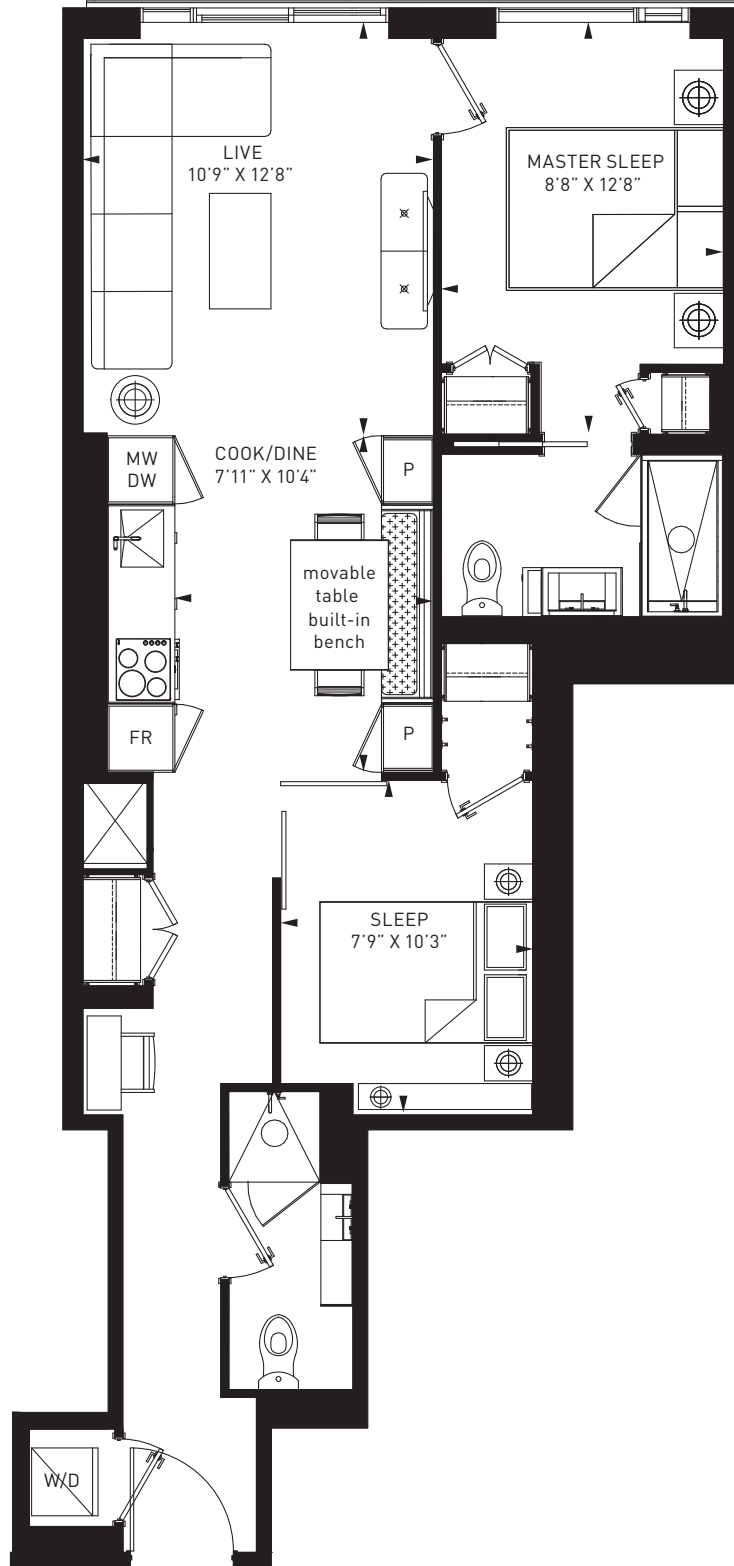 LIVE
10'9" X 12'8"
MASTER SLEEP
8'8" X 12'8"
MW
DW
COOK/DINE
7'11" X 10'4"
P
movable
table
built-in
bench
FR
P
SLEEP
7'9" X 10'3"
W/D